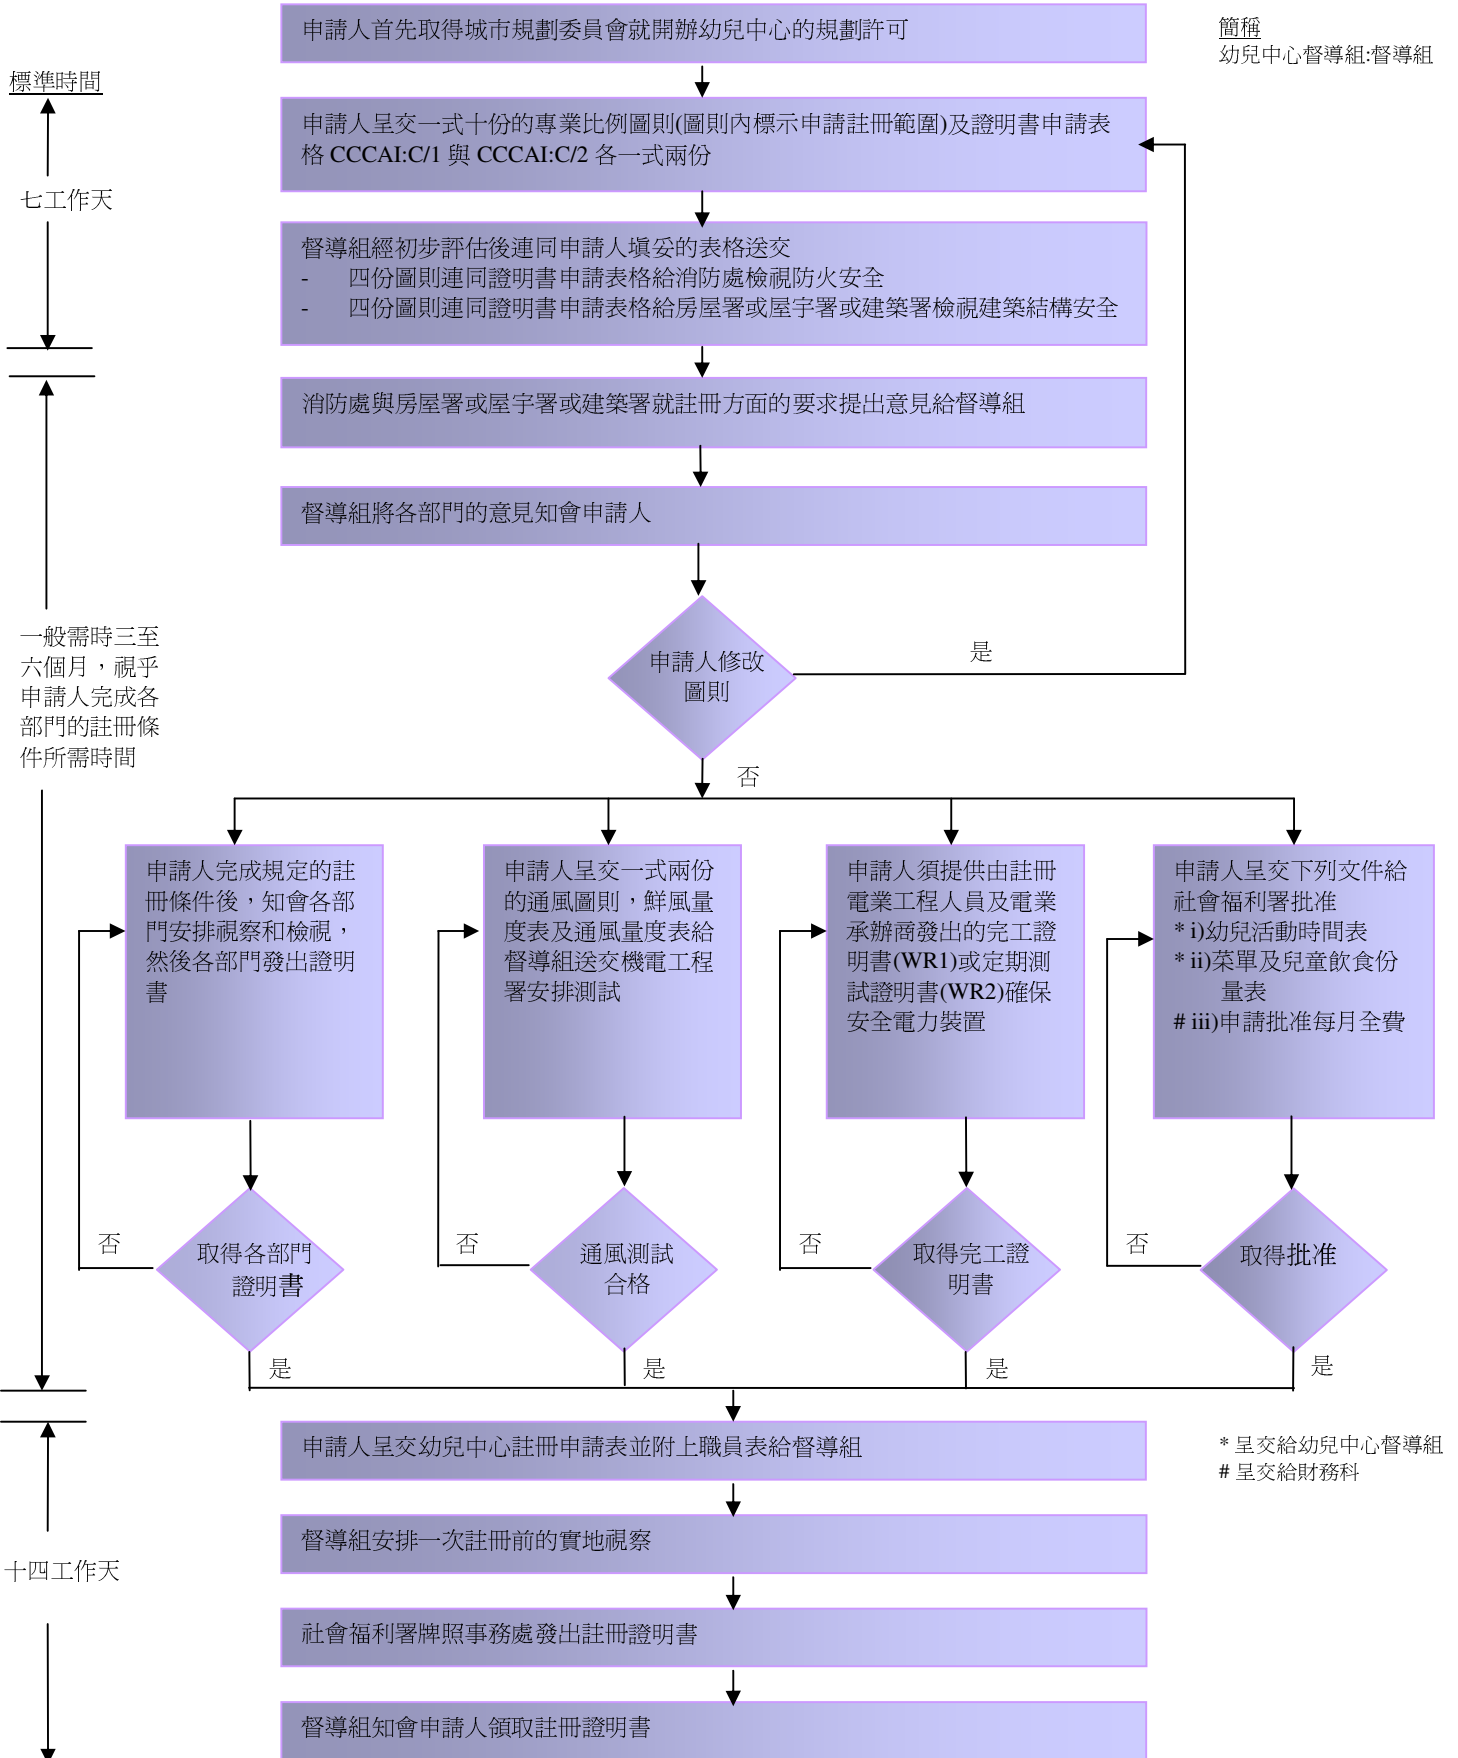 申請人首先取得城市規劃委員會就開辦幼兒中心的規劃許可
簡稱
幼兒中心督導組:督導組
標準時間
申請人呈交一式十份的專業比例圖則(圖則內標示申請註冊範圍)及證明書申請表
格 CCCAI:C/1 與 CCCAI:C/2 各一式兩份
七工作天
督導組經初步評估後連同申請人填妥的表格送交
- 四份圖則連同證明書申請表格給消防處檢視防火安全
- 四份圖則連同證明書申請表格給房屋署或屋宇署或建築署檢視建築結構安全
消防處與房屋署或屋宇署或建築署就註冊方面的要求提出意見給督導組
督導組將各部門的意見知會申請人
一般需時三至
六個月，視乎
申請人完成各
部門的註冊條
件所需時間
申請人修改
圖則
是
否
申請人完成規定的註
冊條件後，知會各部
門安排視察和檢視，
然後各部門發出證明
書
申請人呈交一式兩份
的通風圖則，鮮風量
度表及通風量度表給
督導組送交機電工程
署安排測試
申請人須提供由註冊
電業工程人員及電業
承辦商發出的完工證
明書(WR1)或定期測
試證明書(WR2)確保
安全電力裝置
申請人呈交下列文件給
社會福利署批准
* i)幼兒活動時間表
* ii)菜單及兒童飲食份
量表
# iii)申請批准每月全費
否
取得各部門
證明書
是
否
通風測試
合格
是
否
取得完工證
明書
是
否
取得批准
是
申請人呈交幼兒中心註冊申請表並附上職員表給督導組
* 呈交給幼兒中心督導組
# 呈交給財務科
督導組安排一次註冊前的實地視察
十四工作天
社會福利署牌照事務處發出註冊證明書
督導組知會申請人領取註冊證明書